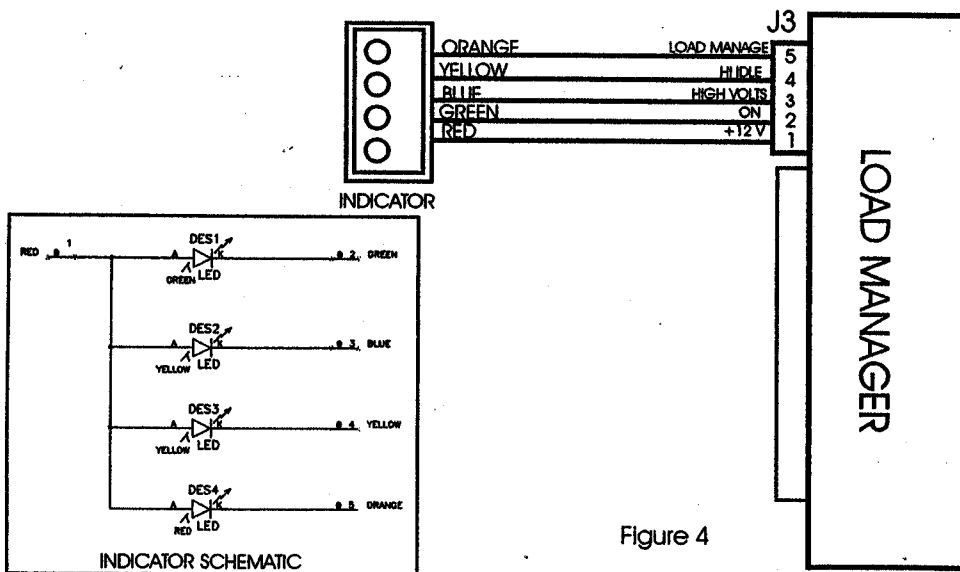 J3
ORANGE LOAD MANAGE 5
YELLOW HI IDLE 4
BLUE HIGH VOLTS 3
GREEN ON 2
RED +12 V 1
INDICATOR
LOAD MANAGER
RED 1 A DES1 K 2 GREEN
GREEN LED
A DES2 K 3 BLUE
YELLOW LED
A DES3 K 4 YELLOW
YELLOW LED
A DES4 K 5 ORANGE
RED LED
INDICATOR SCHEMATIC
Figure 4